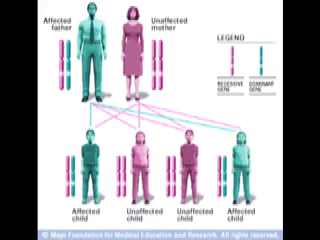 Affected
father
Unaffected
mother
LEGEND
RECESSIVE
GENE
DOMINANT
GENE
Affected
child
Unaffected
child
Unaffected
child
Affected
child
© Mayo Foundation for Medical Education and Research. All rights reserved.